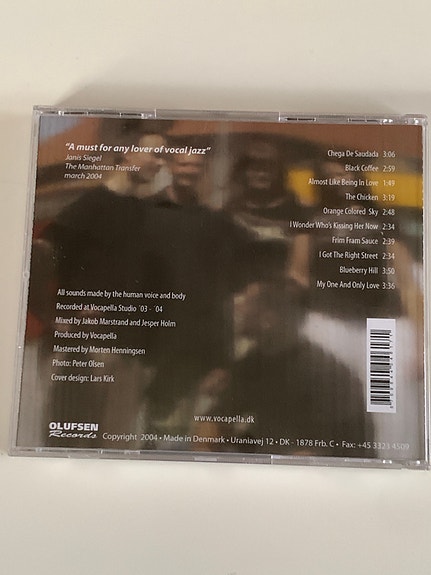 "A must for any lover of vocal jazz"
Janis Siegel
The Manhattan Transfer
march 2004
Chega De Saudada 3:06
Black Coffee 2:59
Almost Like Being in Love 1:49
The Chicken 3:19
Orange Colored Sky 2:48
I Wonder Who's Kissing Her Now 2:34
Frim Fram Sauce 2:39
I Got The Right Street 2:34
Blueberry Hill 3:50
My One And Only Love 3:36
All sounds made by the human voice and body
Recorded at Vocapella Studio '03 - '04
Mixed by Jakob Marstrand and Jesper Holm
Produced by Vocapella
Mastered by Morten Henningsen
Photo: Peter Olsen
Cover design: Lars Kirk
www.vocapella.dk
OLUFSEN
Records
Copyright 2004 • Made in Denmark • Uraniavej 12 • DK - 1878 Frb. C • Fax: +45 3323 4509